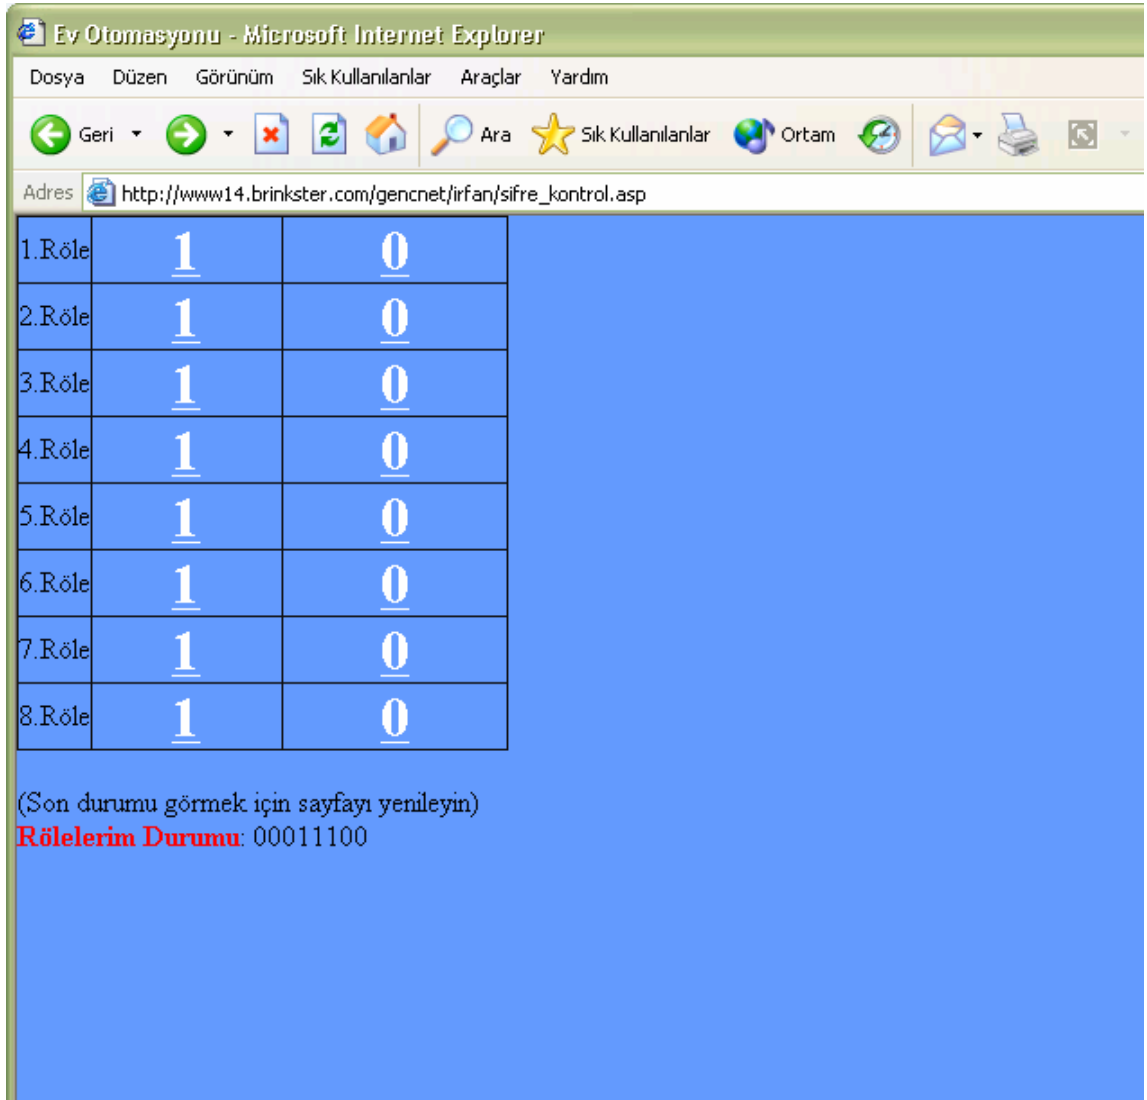 Ev Otomasyonu - Microsoft Internet Explorer
Dosya Düzen Görünüm Sık Kullanılanlar Araçlar Yardım
Geri Ara Sık Kullanılanlar Ortam
Adres http://www14.brinkster.com/gencnet/irfan/sifre_kontrol.asp
1.Röle 1 0
2.Röle 1 0
3.Röle 1 0
4.Röle 1 0
5.Röle 1 0
6.Röle 1 0
7.Röle 1 0
8.Röle 1 0
(Son durumu görmek için sayfayı yenileyin)
Rölelerim Durumu: 00011100